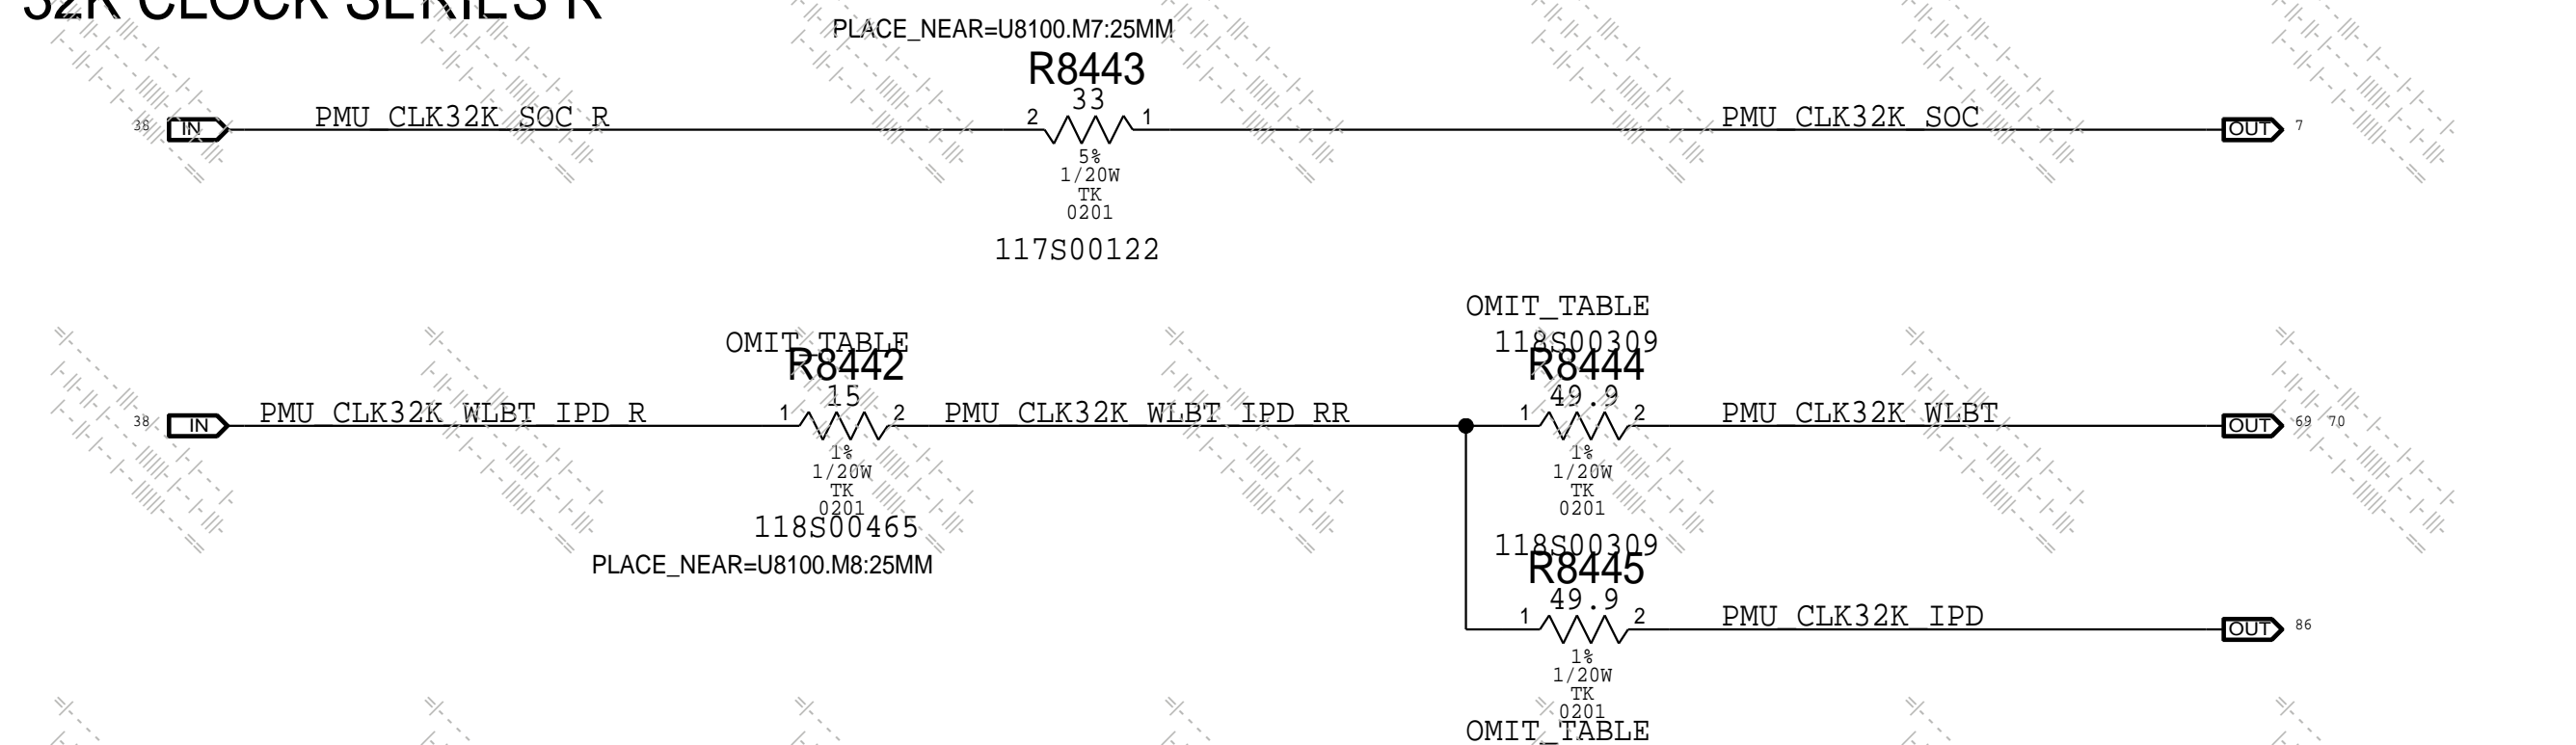 32K CLOCK SERIES R
PLACE_NEAR=U8100.M7:25MM
R8443
33
38 IN PMU_CLK32K_SOC_R 2 1 PMU_CLK32K_SOC OUT 7
5%
1/20W
TK
0201
117S00122
OMIT_TABLE
R8442
15
38 IN PMU_CLK32K_WLBT_IPD_R 1 2 PMU_CLK32K_WLBT_IPD_RR
1%
1/20W
TK
0201
118S00465
PLACE_NEAR=U8100.M8:25MM
OMIT_TABLE
118S00309
R8444
49.9
1 2 PMU_CLK32K_WLBT OUT 69 70
1%
1/20W
TK
0201
118S00309
R8445
49.9
1 2 PMU_CLK32K_IPD OUT 86
1%
1/20W
TK
0201
OMIT_TABLE